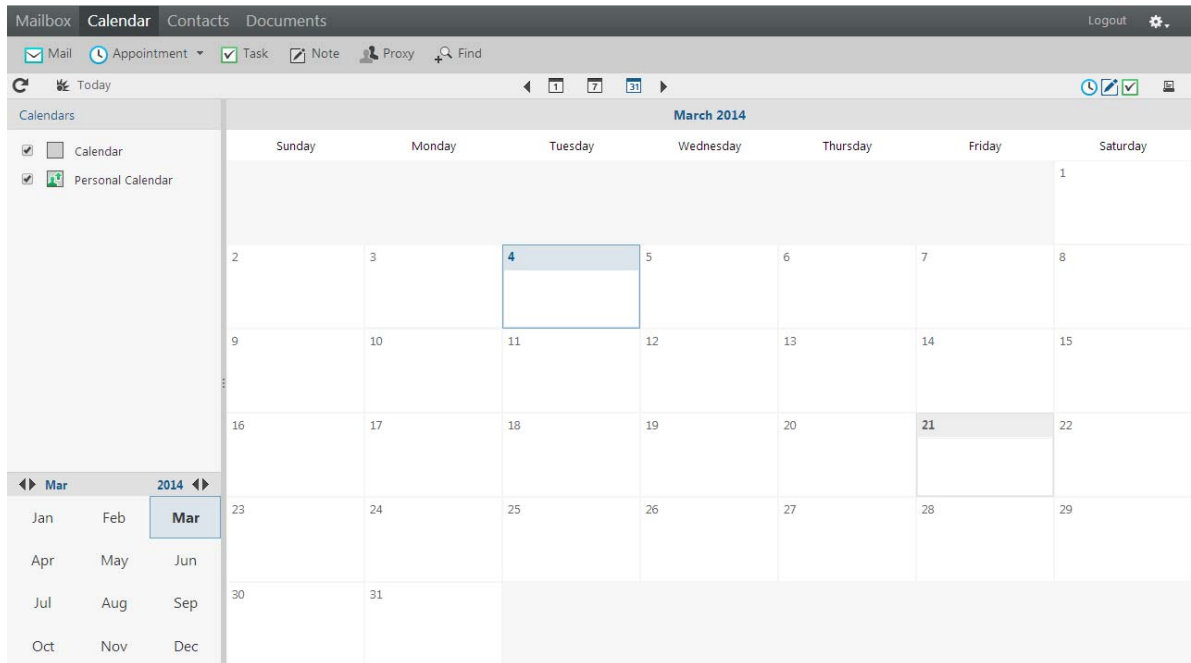 Mailbox Calendar Contacts Documents Logout
Mail Appointment Task Note Proxy Find
Today 1 7 31
Calendars March 2014
Calendar
Personal Calendar
Sunday Monday Tuesday Wednesday Thursday Friday Saturday
1
2 3 4 5 6 7 8
9 10 11 12 13 14 15
16 17 18 19 20 21 22
23 24 25 26 27 28 29
30 31
Mar 2014
Jan Feb Mar
Apr May Jun
Jul Aug Sep
Oct Nov Dec